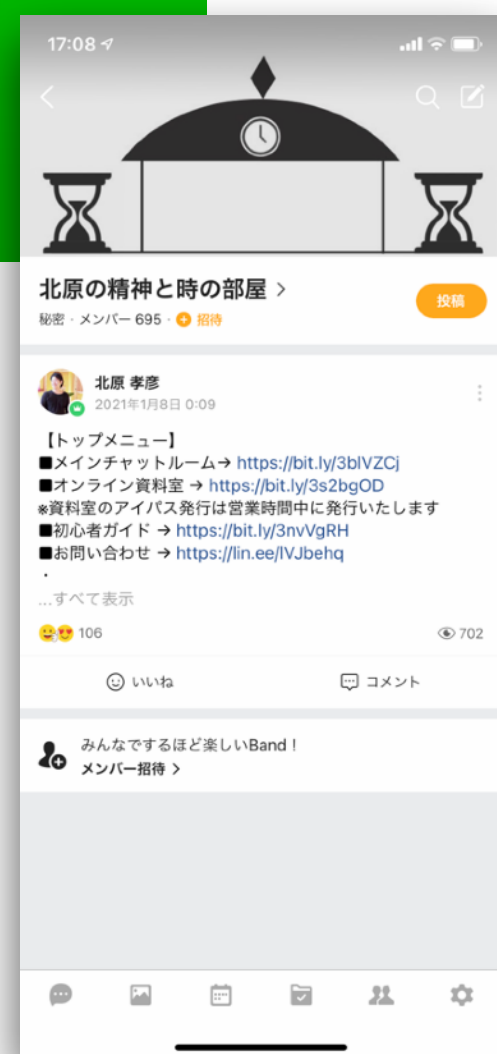 17:08
北原の精神と時の部屋 >
秘密・メンバー 695・招待
投稿
北原 孝彦
2021年1月8日 0:09
【トップメニュー】
■メインチャットルーム→ https://bit.ly/3blVZCj
■オンライン資料室 → https://bit.ly/3s2bgOD
※資料室のアイパス発行は営業時間中に発行いたします
■初心者ガイド → https://bit.ly/3nvVgRH
■お問い合わせ → https://lin.ee/lVJbehq
・
...すべて表示
106
702
いいね
コメント
みんなでするほど楽しいBand！
メンバー招待 >